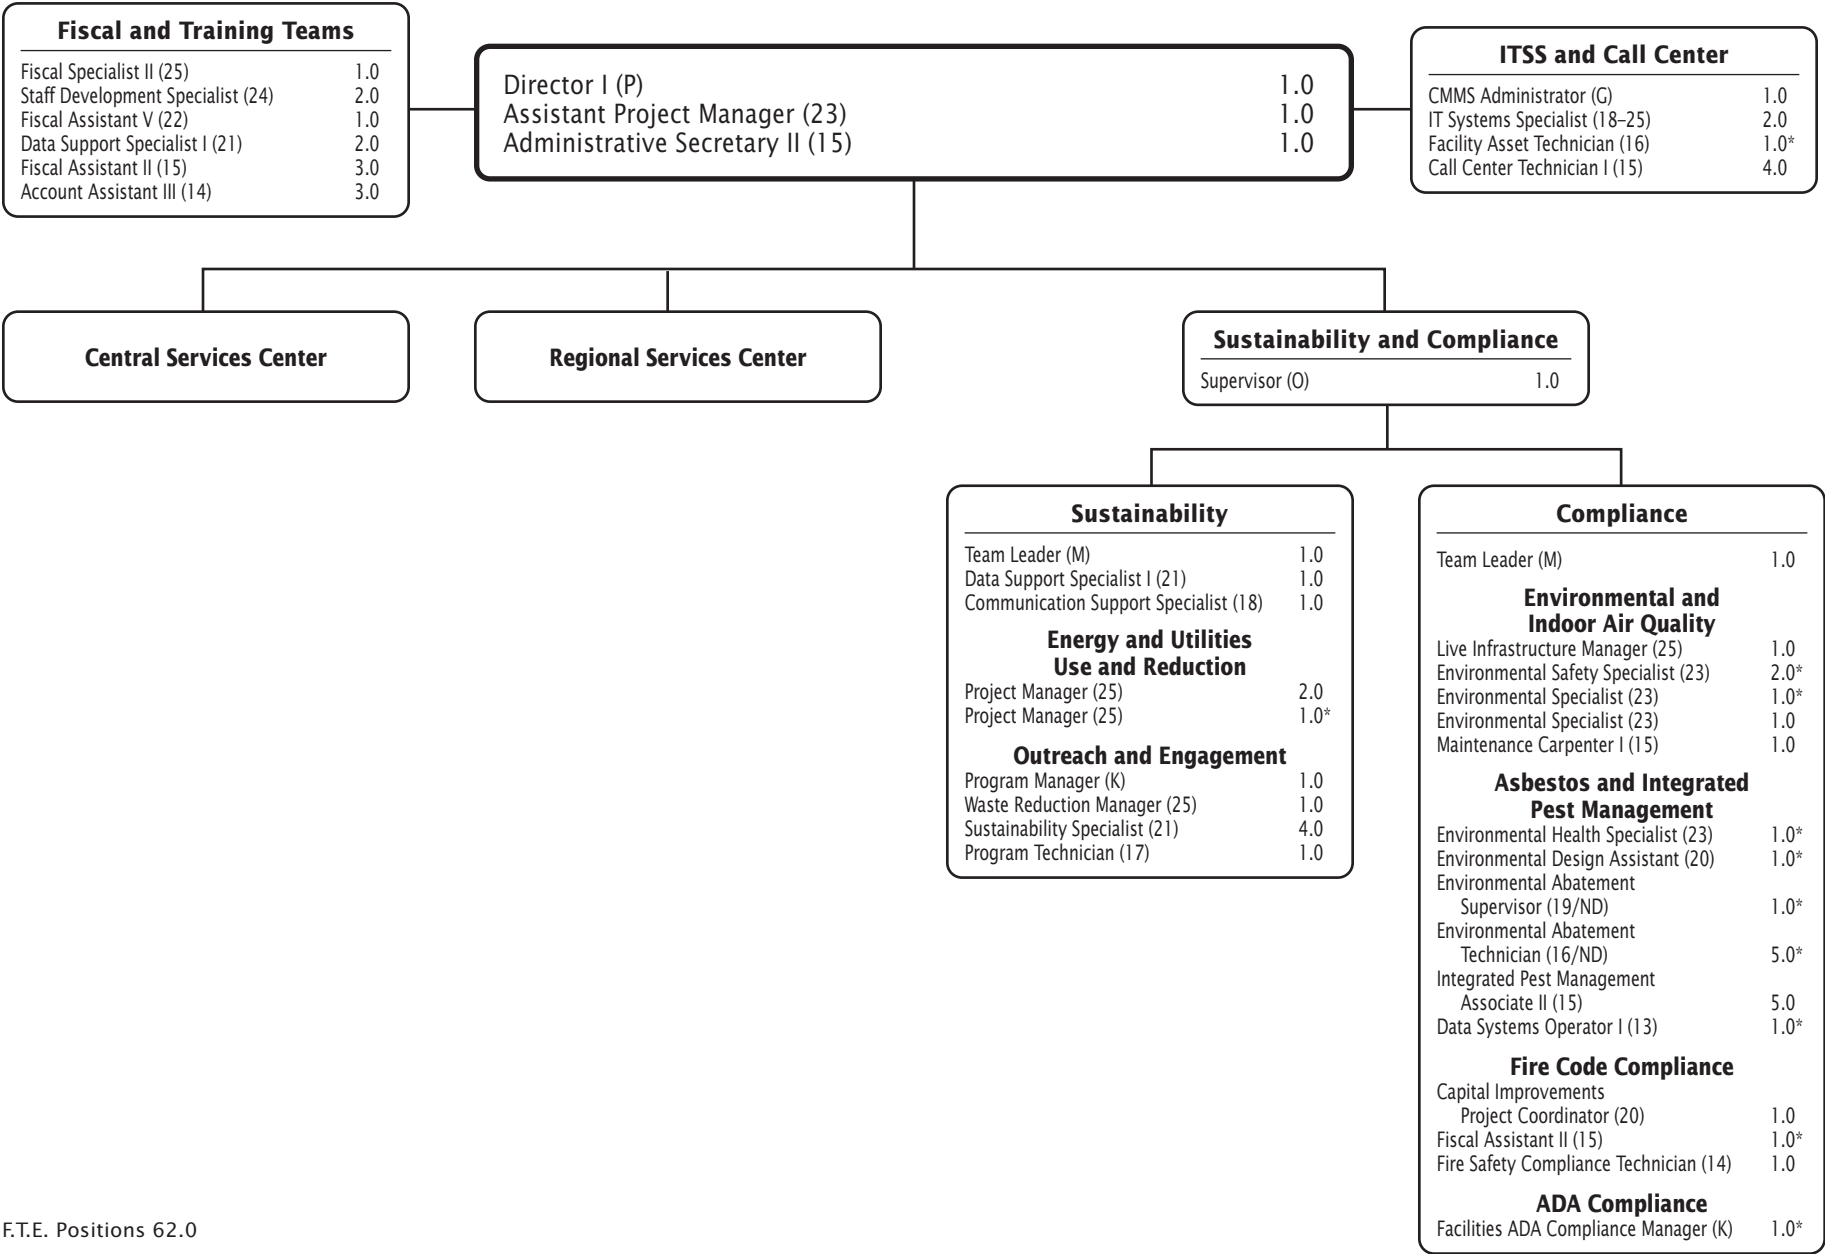 Fiscal and Training Teams
Fiscal Specialist II (25) 1.0
Staff Development Specialist (24) 2.0
Fiscal Assistant V (22) 1.0
Data Support Specialist I (21) 2.0
Fiscal Assistant II (15) 3.0
Account Assistant III (14) 3.0
Director I (P) 1.0
Assistant Project Manager (23) 1.0
Administrative Secretary II (15) 1.0
ITSS and Call Center
CMMS Administrator (G) 1.0
IT Systems Specialist (18–25) 2.0
Facility Asset Technician (16) 1.0*
Call Center Technician I (15) 4.0
Central Services Center
Regional Services Center
Sustainability and Compliance
Supervisor (O) 1.0
Sustainability
Team Leader (M) 1.0
Data Support Specialist I (21) 1.0
Communication Support Specialist (18) 1.0
Energy and Utilities
Use and Reduction
Project Manager (25) 2.0
Project Manager (25) 1.0*
Outreach and Engagement
Program Manager (K) 1.0
Waste Reduction Manager (25) 1.0
Sustainability Specialist (21) 4.0
Program Technician (17) 1.0
Compliance
Team Leader (M) 1.0
Environmental and
Indoor Air Quality
Live Infrastructure Manager (25) 1.0
Environmental Safety Specialist (23) 2.0*
Environmental Specialist (23) 1.0*
Environmental Specialist (23) 1.0
Maintenance Carpenter I (15) 1.0
Asbestos and Integrated
Pest Management
Environmental Health Specialist (23) 1.0*
Environmental Design Assistant (20) 1.0*
Environmental Abatement
Supervisor (19/ND) 1.0*
Environmental Abatement
Technician (16/ND) 5.0*
Integrated Pest Management
Associate II (15) 5.0
Data Systems Operator I (13) 1.0*
Fire Code Compliance
Capital Improvements
Project Coordinator (20) 1.0
Fiscal Assistant II (15) 1.0*
Fire Safety Compliance Technician (14) 1.0
ADA Compliance
Facilities ADA Compliance Manager (K) 1.0*
F.T.E. Positions 62.0